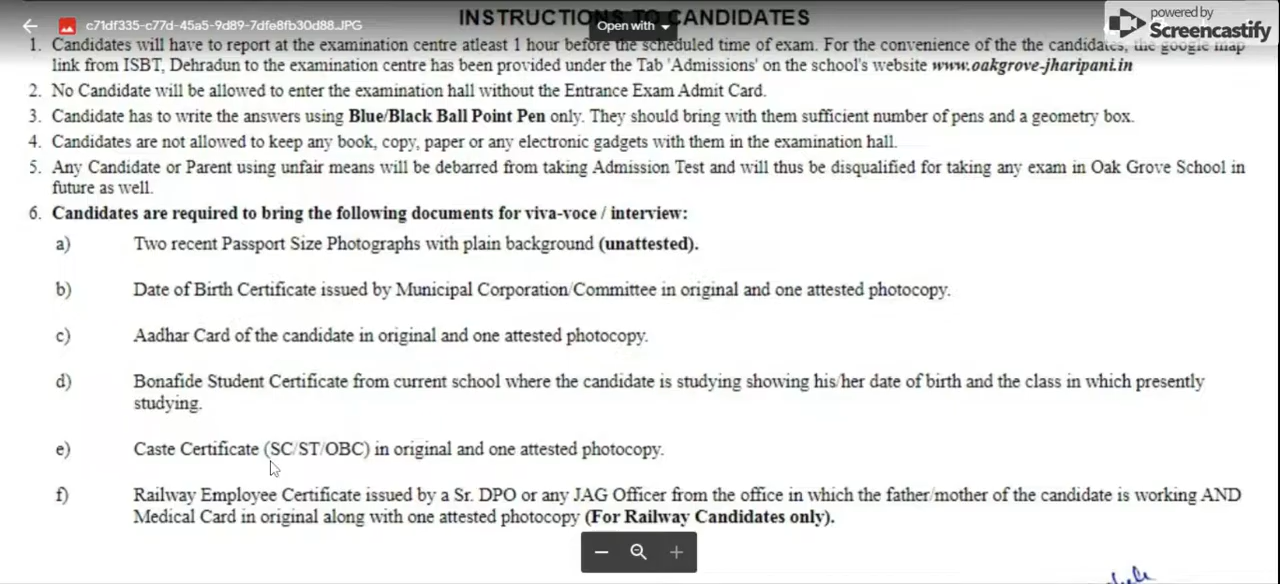 c71df335-c77d-45a5-9d89-7dfe8fb30d88.JPG
INSTRUCTIONS TO CANDIDATES
Open with
powered by
Screencastify
1. Candidates will have to report at the examination centre atleast 1 hour before the scheduled time of exam. For the convenience of the the candidates, the google map
link from ISBT, Dehradun to the examination centre has been provided under the Tab 'Admissions' on the school's website www.oakgrove-jharipani.in
2. No Candidate will be allowed to enter the examination hall without the Entrance Exam Admit Card.
3. Candidate has to write the answers using Blue/Black Ball Point Pen only. They should bring with them sufficient number of pens and a geometry box.
4. Candidates are not allowed to keep any book, copy, paper or any electronic gadgets with them in the examination hall.
5. Any Candidate or Parent using unfair means will be debarred from taking Admission Test and will thus be disqualified for taking any exam in Oak Grove School in
future as well.
6. Candidates are required to bring the following documents for viva-voce / interview:
a) Two recent Passport Size Photographs with plain background (unattested).
b) Date of Birth Certificate issued by Municipal Corporation/Committee in original and one attested photocopy.
c) Aadhar Card of the candidate in original and one attested photocopy.
d) Bonafide Student Certificate from current school where the candidate is studying showing his/her date of birth and the class in which presently
studying.
e) Caste Certificate (SC/ST/OBC) in original and one attested photocopy.
f) Railway Employee Certificate issued by a Sr. DPO or any JAG Officer from the office in which the father/mother of the candidate is working AND
Medical Card in original along with one attested photocopy (For Railway Candidates only).